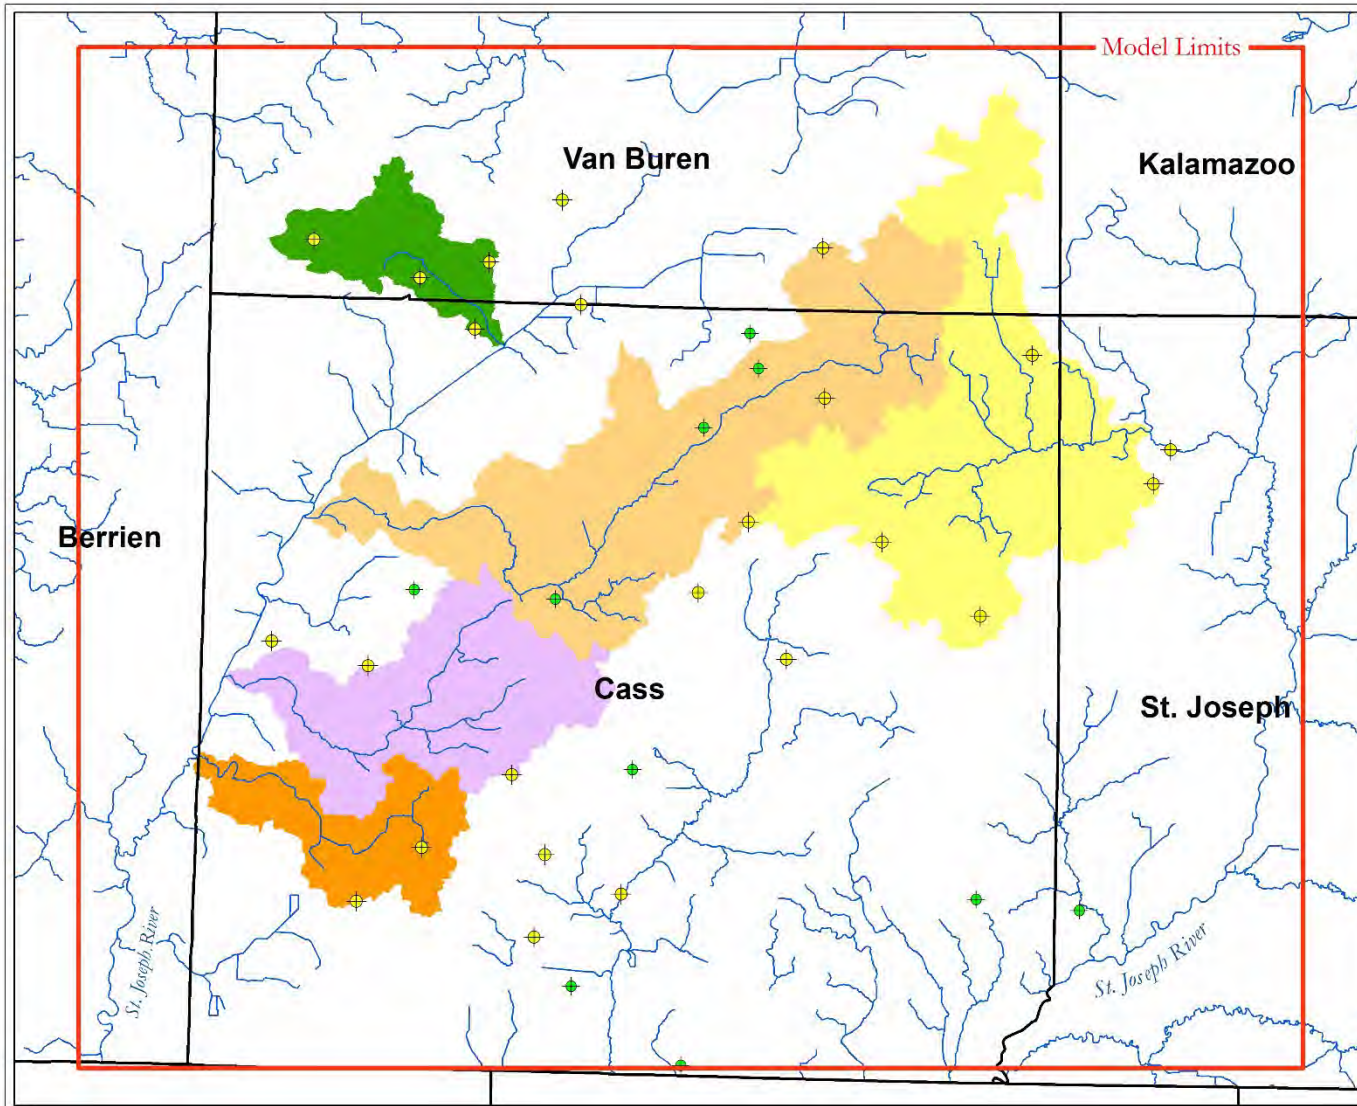 Model Limits
Van Buren
Kalamazoo
Berrien
Cass
St. Joseph
St. Joseph River
St. Joseph River